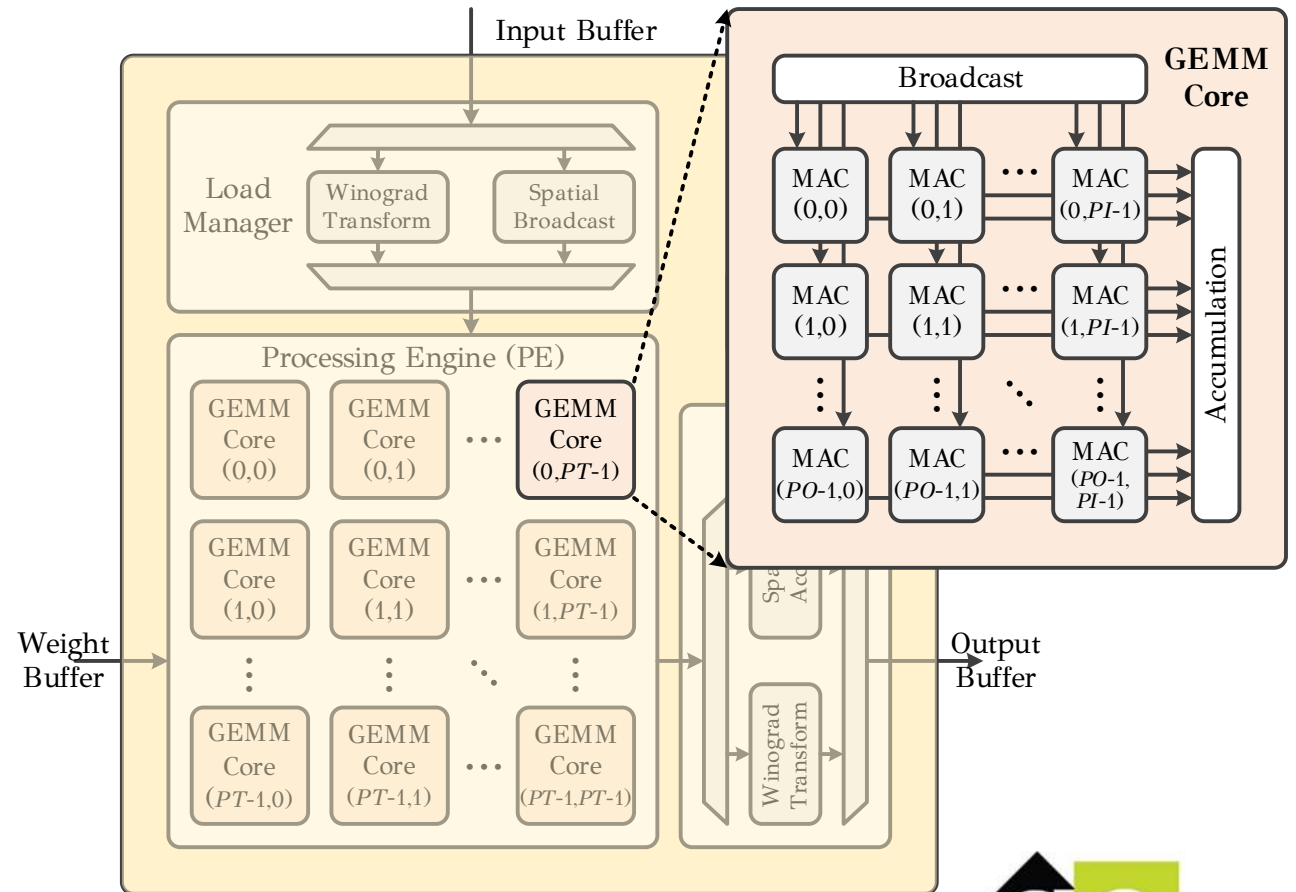 Input Buffer
GEMM
Core
Broadcast
MAC
(0,0)
MAC
(0,1)
MAC
(0,PI-1)
MAC
(1,0)
MAC
(1,1)
MAC
(1,PI-1)
MAC
(PO-1,0)
MAC
(PO-1,1)
MAC
(PO-1,
PI-1)
Accumulation
Load
Manager
Winograd
Transform
Spatial
Broadcast
Processing Engine (PE)
GEMM
Core
(0,0)
GEMM
Core
(0,1)
GEMM
Core
(0,PT-1)
GEMM
Core
(1,0)
GEMM
Core
(1,1)
GEMM
Core
(1,PT-1)
GEMM
Core
(PT-1,0)
GEMM
Core
(PT-1,1)
GEMM
Core
(PT-1,PT-1)
Weight
Buffer
Spa
Acc
Winograd
Transform
Output
Buffer